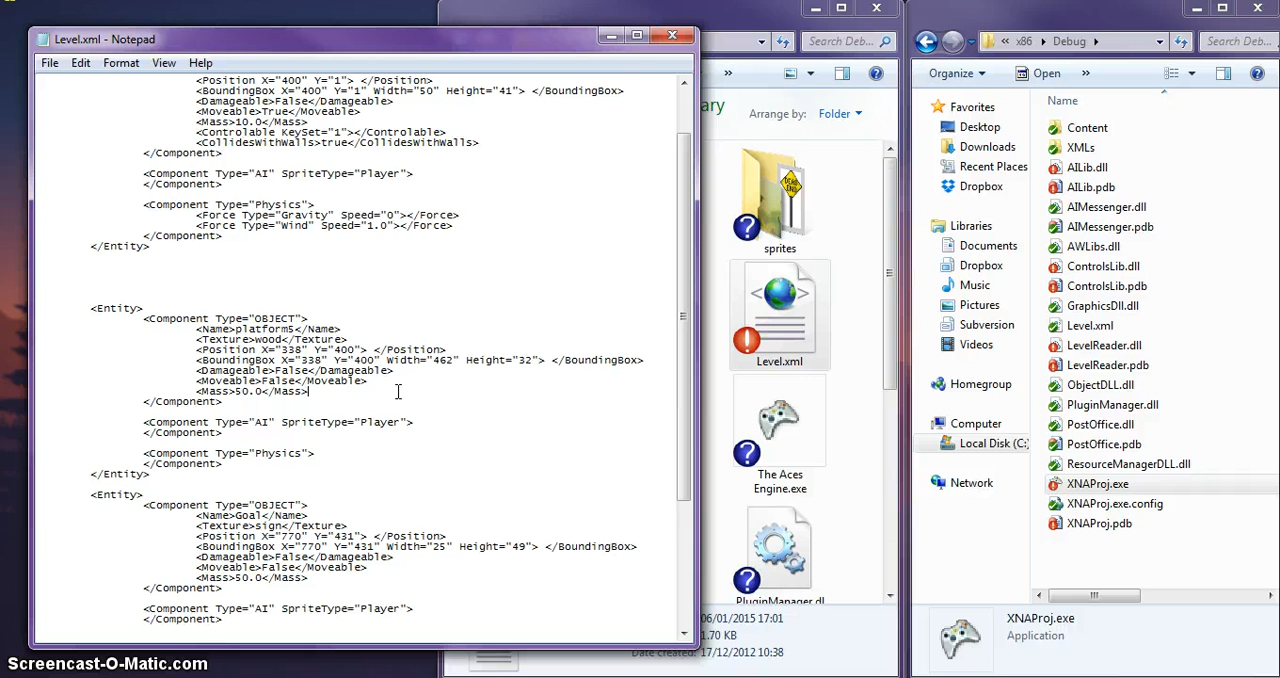 Level.xml - Notepad
File Edit Format View Help
<Position X="400" Y="1"> </Position>
<BoundingBox X="400" Y="1" Width="50" Height="41"> </BoundingBox>
<Damageable>False</Damageable>
<Moveable>True</Moveable>
<Mass>10.0</Mass>
<Controlable KeySet="1"></Controlable>
<CollidesWithWalls>true</CollidesWithWalls>
</Component>
<Component Type="AI" SpriteType="Player">
</Component>
<Component Type="Physics">
<Force Type="Gravity" Speed="0"></Force>
<Force Type="Wind" Speed="1.0"></Force>
</Component>
</Entity>
<Entity>
<Component Type="OBJECT">
<Name>platform5</Name>
<Texture>wood</Texture>
<Position X="338" Y="400"> </Position>
<BoundingBox X="338" Y="400" Width="462" Height="32"> </BoundingBox>
<Damageable>False</Damageable>
<Moveable>False</Moveable>
<Mass>50.0</Mass>
</Component>
<Component Type="AI" SpriteType="Player">
</Component>
<Component Type="Physics">
</Component>
</Entity>
<Entity>
<Component Type="OBJECT">
<Name>Goal</Name>
<Texture>sign</Texture>
<Position X="770" Y="431"> </Position>
<BoundingBox X="770" Y="431" Width="25" Height="49"> </BoundingBox>
<Damageable>False</Damageable>
<Moveable>False</Moveable>
<Mass>50.0</Mass>
</Component>
<Component Type="AI" SpriteType="Player">
</Component>
Search Deb...
»
ary
Arrange by: Folder
DEAD END
sprites
Level.xml
The Aces
Engine.exe
PluginManager.dl
06/01/2015 17:01
1.70 KB
Date created: 17/12/2012 10:38
« x86 Debug
Search Deb...
Organize Open »
Favorites
Desktop
Downloads
Recent Places
Dropbox
Libraries
Documents
Dropbox
Music
Pictures
Subversion
Videos
Homegroup
Computer
Local Disk (C:)
Network
Name
Content
XMLs
AILib.dll
AILib.pdb
AIMessenger.dll
AIMessenger.pdb
AWLibs.dll
ControlsLib.dll
ControlsLib.pdb
GraphicsDll.dll
Level.xml
LevelReader.dll
LevelReader.pdb
ObjectDLL.dll
PluginManager.dll
PostOffice.dll
PostOffice.pdb
ResourceManagerDLL.dll
XNAProj.exe
XNAProj.exe.config
XNAProj.pdb
XNAProj.exe
Application
Screencast-O-Matic.com